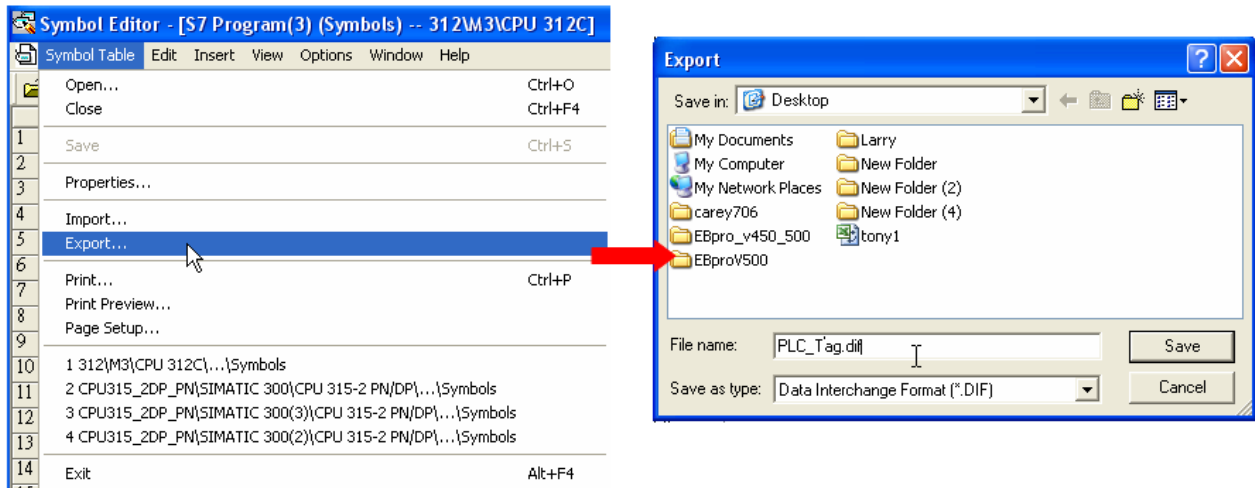 Symbol Editor - [S7 Program(3) (Symbols) -- 312\M3\CPU 312C]
Symbol Table Edit Insert View Options Window Help
Open... Ctrl+O
Close Ctrl+F4
Save Ctrl+S
Properties...
Import...
Export...
Print... Ctrl+P
Print Preview...
Page Setup...
1 312\M3\CPU 312C\...\Symbols
2 CPU315_2DP_PN\SIMATIC 300\CPU 315-2 PN/DP\...\Symbols
3 CPU315_2DP_PN\SIMATIC 300(3)\CPU 315-2 PN/DP\...\Symbols
4 CPU315_2DP_PN\SIMATIC 300(2)\CPU 315-2 PN/DP\...\Symbols
Exit Alt+F4
1
2
3
4
5
6
7
8
9
10
11
12
13
14
Export
Save in: Desktop
My Documents
My Computer
My Network Places
carey706
EBpro_v450_500
EBproV500
Larry
New Folder
New Folder (2)
New Folder (4)
tony1
File name: PLC_Tag.dif
Save
Save as type: Data Interchange Format (*.DIF)
Cancel